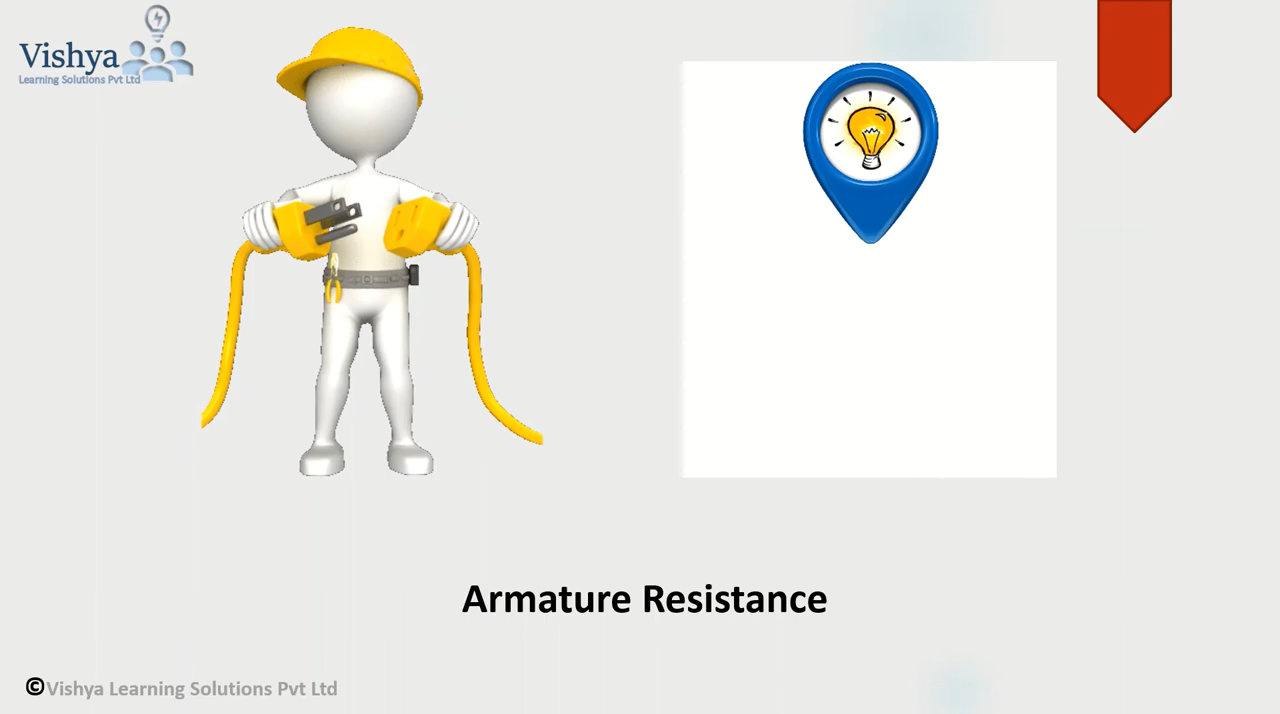 Vishya
Learning Solutions Pvt Ltd
Armature Resistance
©Vishya Learning Solutions Pvt Ltd